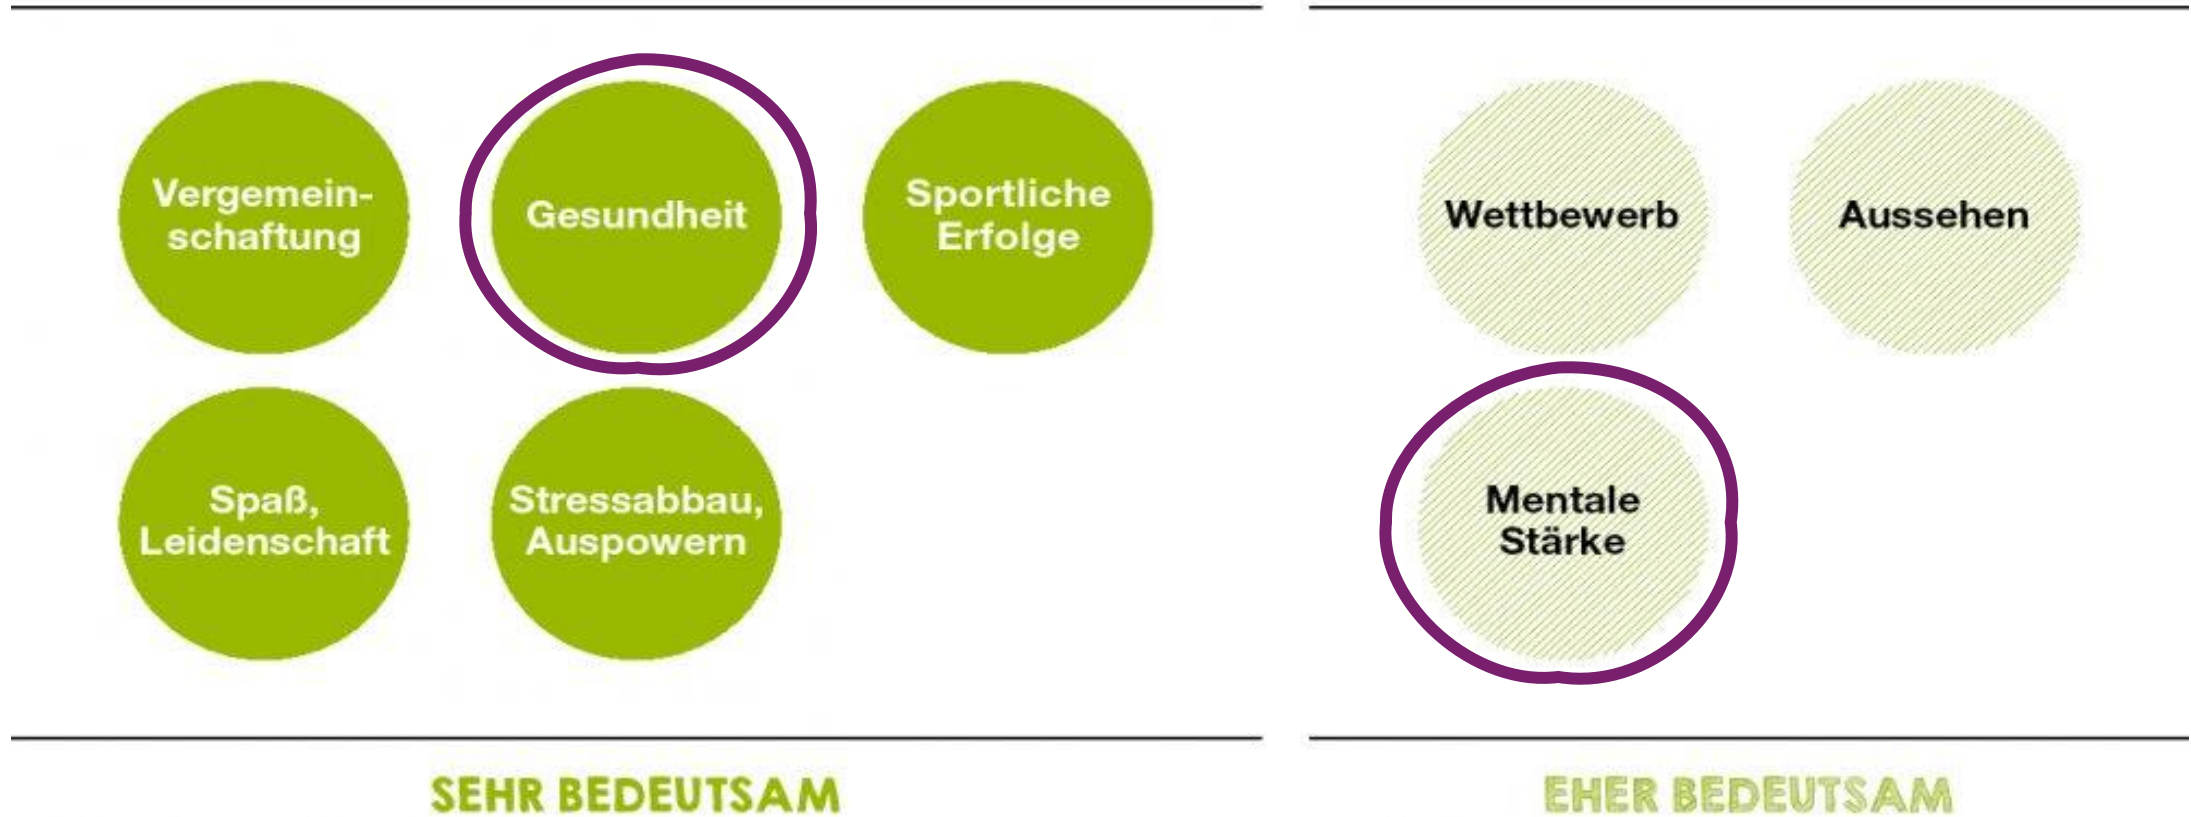 Vergemein-
schaftung
Gesundheit
Sportliche
Erfolge
Spaß,
Leidenschaft
Stressabbau,
Auspowern
SEHR BEDEUTSAM
Wettbewerb
Aussehen
Mentale
Stärke
EHER BEDEUTSAM